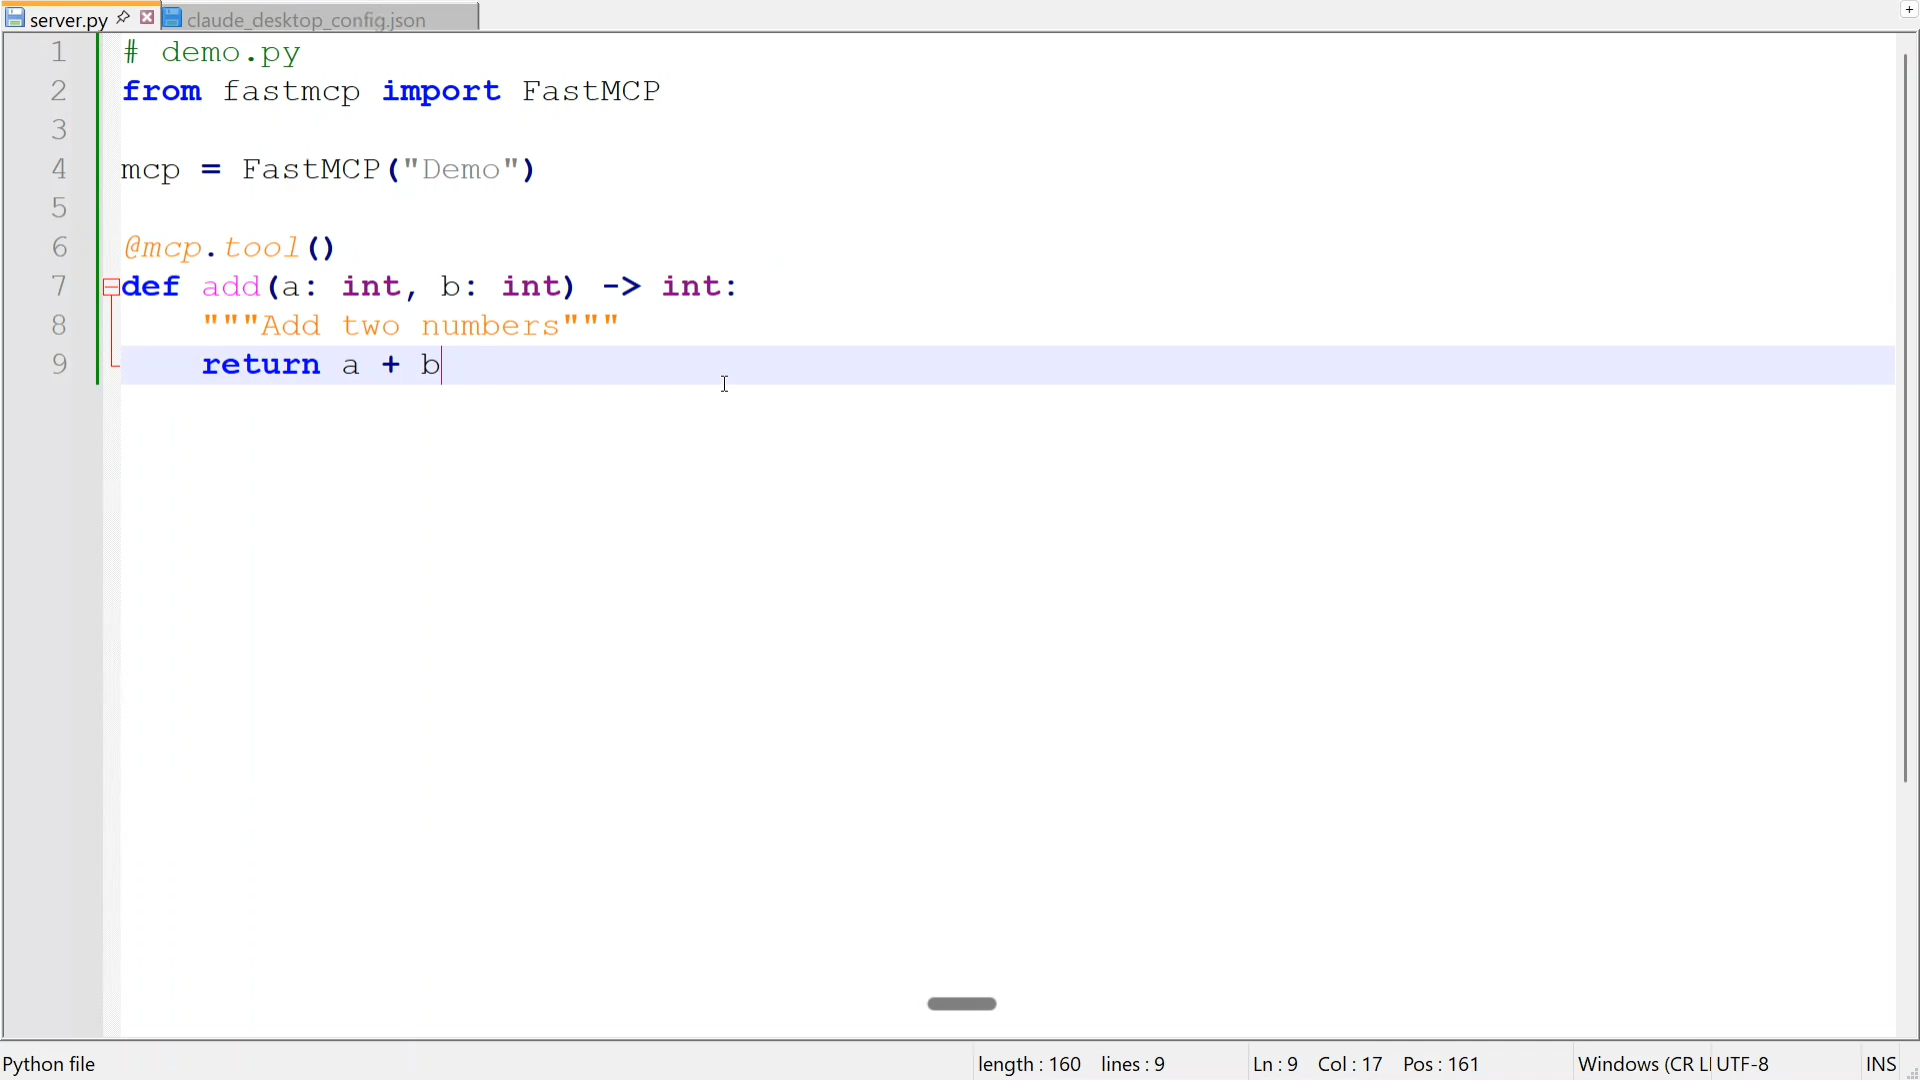 server.py claude_desktop_config.json +
1 # demo.py
2 from fastmcp import FastMCP
3
4 mcp = FastMCP("Demo")
5
6 @mcp.tool()
7 def add(a: int, b: int) -> int:
8     """Add two numbers"""
9     return a + b
Python file length : 160 lines : 9 Ln : 9 Col : 17 Pos : 161 Windows (CR L UTF-8 INS